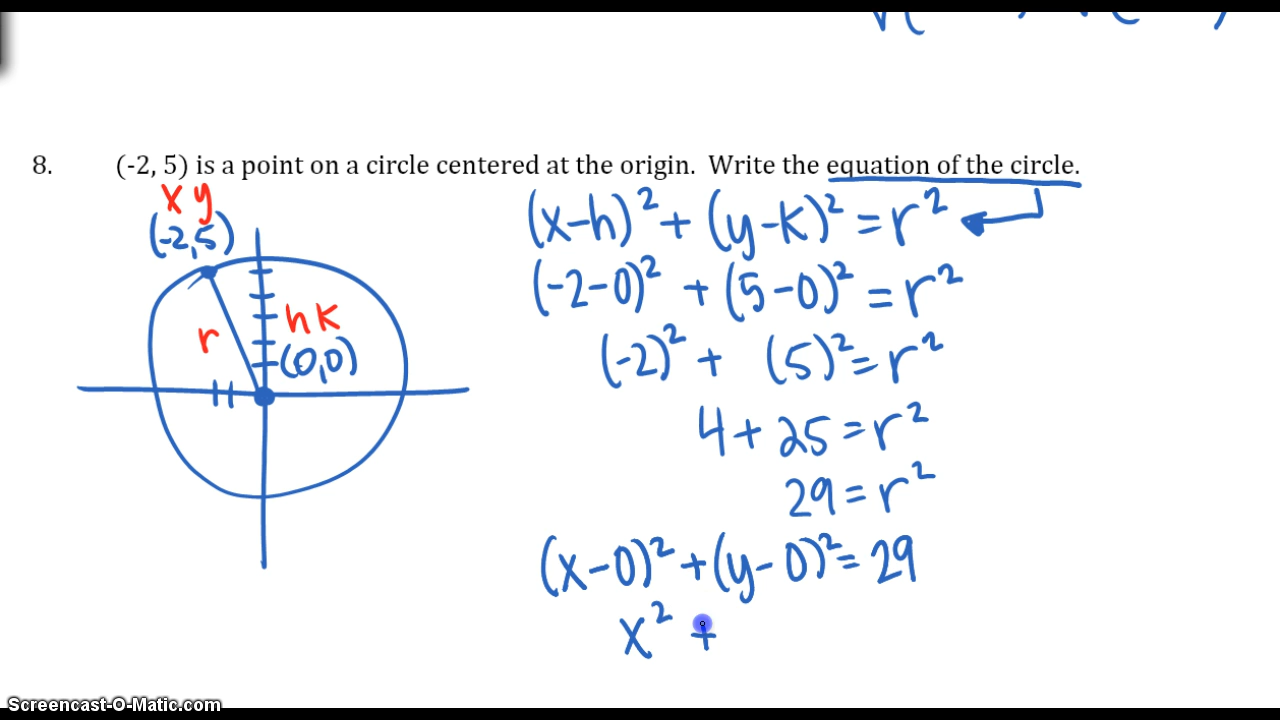 8. (-2, 5) is a point on a circle centered at the origin. Write the equation of the circle.
x y
(-2,5)
r
h k
(0,0)
(x-h)² + (y-k)² = r²
(-2-0)² + (5-0)² = r²
(-2)² + (5)² = r²
4 + 25 = r²
29 = r²
(x-0)² + (y-0)² = 29
x² +
Screencast-O-Matic.com